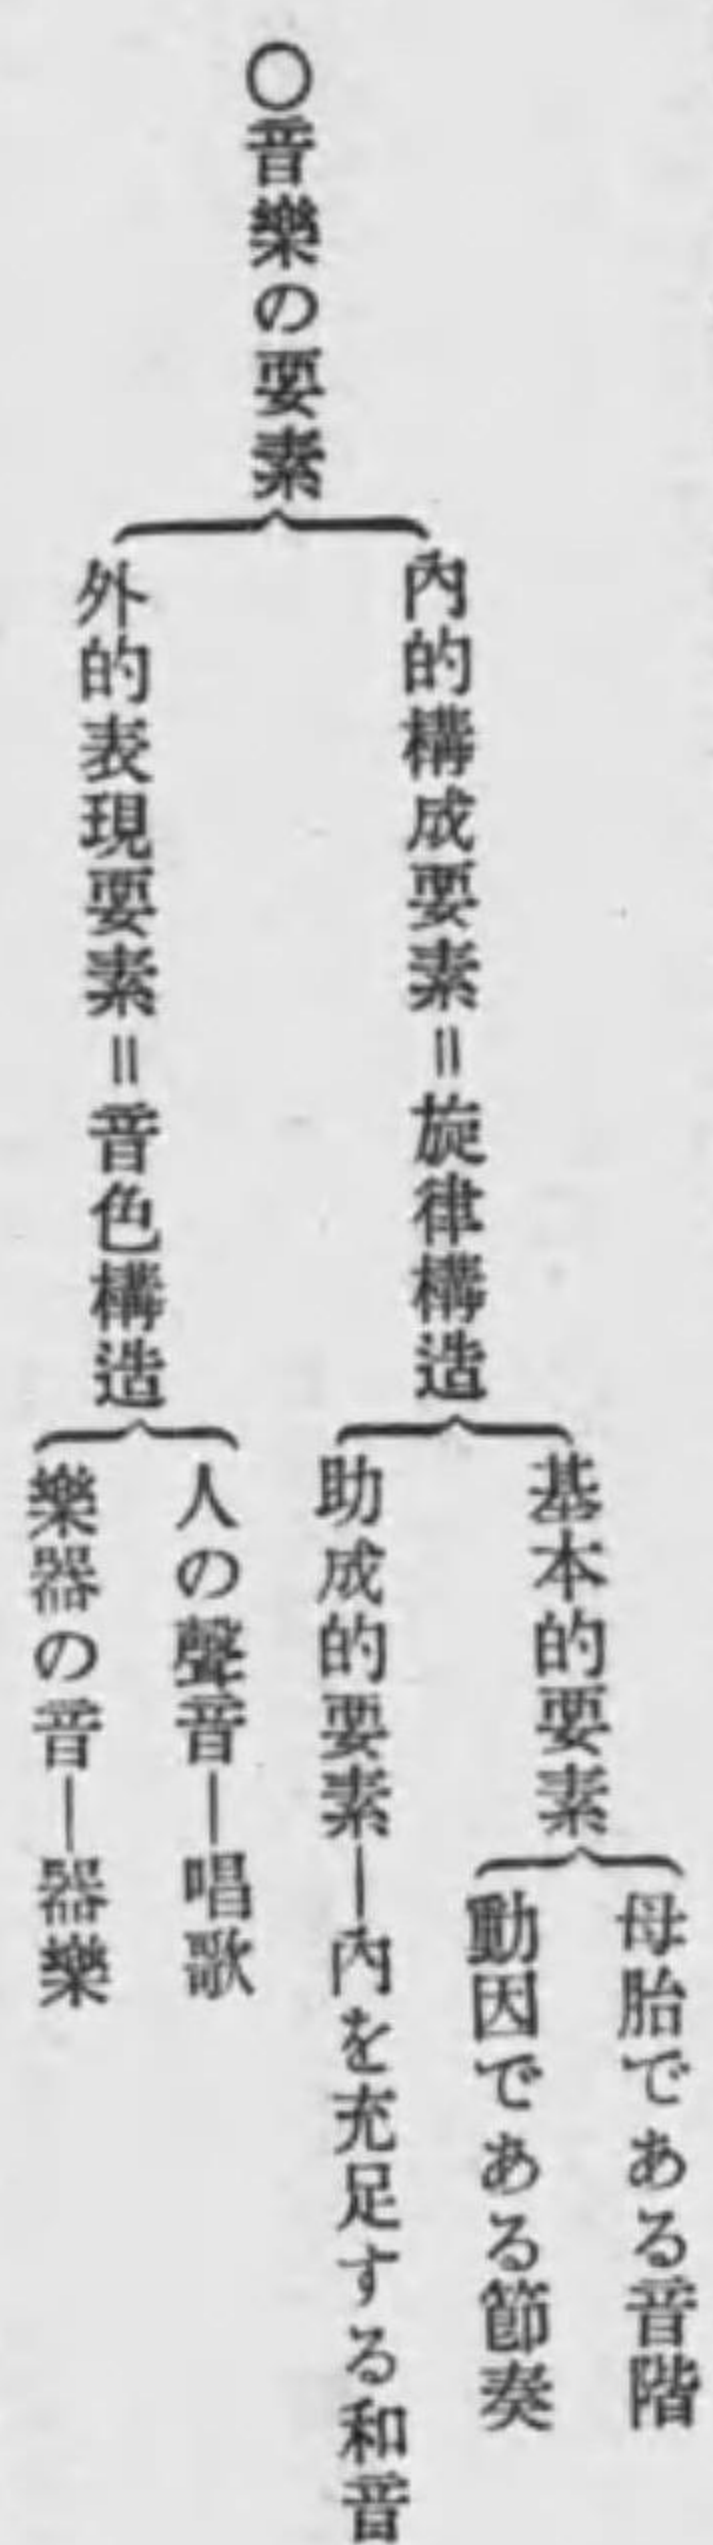 〇音樂の要素
內的構成要素＝旋律構造
基本的要素
母胎である音階
動因である節奏
助成的要素―內を充足する和音
外的表現要素＝音色構造
人の聲音―唱歌
樂器の音―器樂